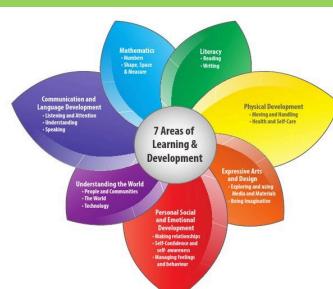 7 Areas of
Learning &
Development
Mathematics
• Numbers
• Shape, Space
& Measure
Literacy
• Reading
• Writing
Physical Development
• Moving and Handling
• Health and Self-Care
Expressive Arts
and Design
• Exploring and using
Media and Materials
• Being Imaginative
Personal Social
and Emotional
Development
• Making relationships
• Self-Confidence and
self- awareness
• Managing feelings
and behaviour
Understanding the World
• People and Communities
• The World
• Technology
Communication and
Language Development
• Listening and Attention
• Understanding
• Speaking